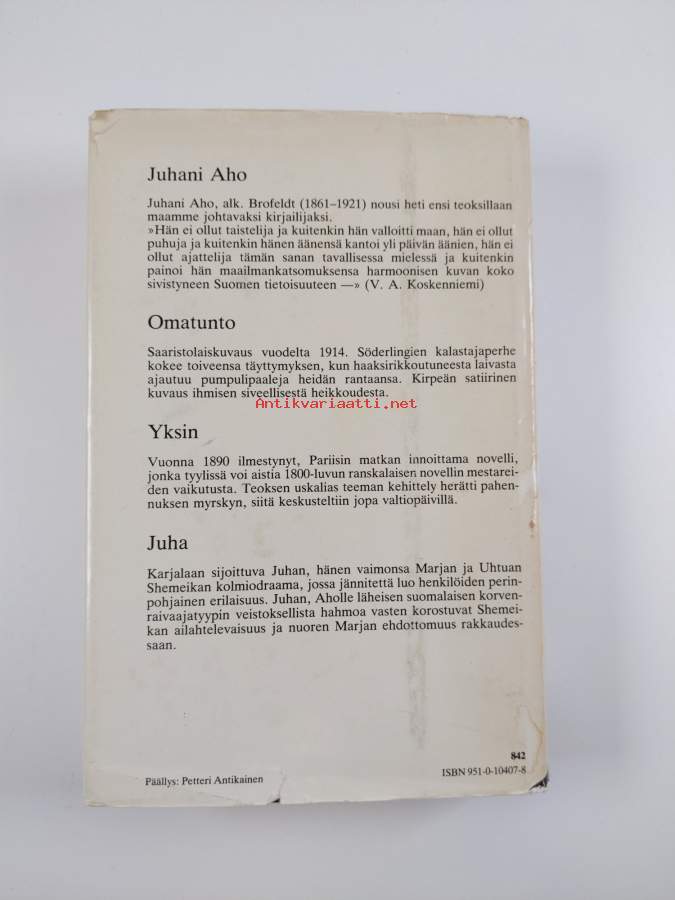 Juhani Aho
Juhani Aho, alk. Brofeldt (1861–1921) nousi heti ensi teoksillaan
maamme johtavaksi kirjailijaksi.
»Hän ei ollut taistelija ja kuitenkin hän valloitti maan, hän ei ollut
puhuja ja kuitenkin hänen äänensä kantoi yli päivän äänien, hän ei
ollut ajattelija tämän sanan tavallisessa mielessä ja kuitenkin
painoi hän maailmankatsomuksensa harmoonisen kuvan koko
sivistyneen Suomen tietoisuuteen —» (V. A. Koskenniemi)
Omatunto
Saaristolaiskuvaus vuodelta 1914. Söderlingien kalastajaperhe
kokee toiveensa täyttymyksen, kun haaksirikkoutuneesta laivasta
ajautuu pumpulipaaleja heidän rantaansa. Kirpeän satiirinen
kuvaus ihmisen siveellisestä heikkoudesta.
Antikvariaatti.net
Yksin
Vuonna 1890 ilmestynyt, Pariisin matkan innoittama novelli,
jonka tyylissä voi aistia 1800-luvun ranskalaisen novellin mestarei-
den vaikutusta. Teoksen uskalias teeman kehittely herätti pahen-
nuksen myrskyn, siitä keskusteltiin jopa valtiopäivillä.
Juha
Karjalaan sijoittuva Juhan, hänen vaimonsa Marjan ja Uhtuan
Shemeikan kolmiodraama, jossa jännitettä luo henkilöiden perin-
pohjainen erilaisuus. Juhan, Aholle läheisen suomalaisen korven-
raivaajatyypin veistoksellista hahmoa vasten korostuvat Shemei-
kan ailahtelevaisuus ja nuoren Marjan ehdottomuus rakkaudes-
saan.
842
Päällys: Petteri Antikainen
ISBN 951-0-10407-8